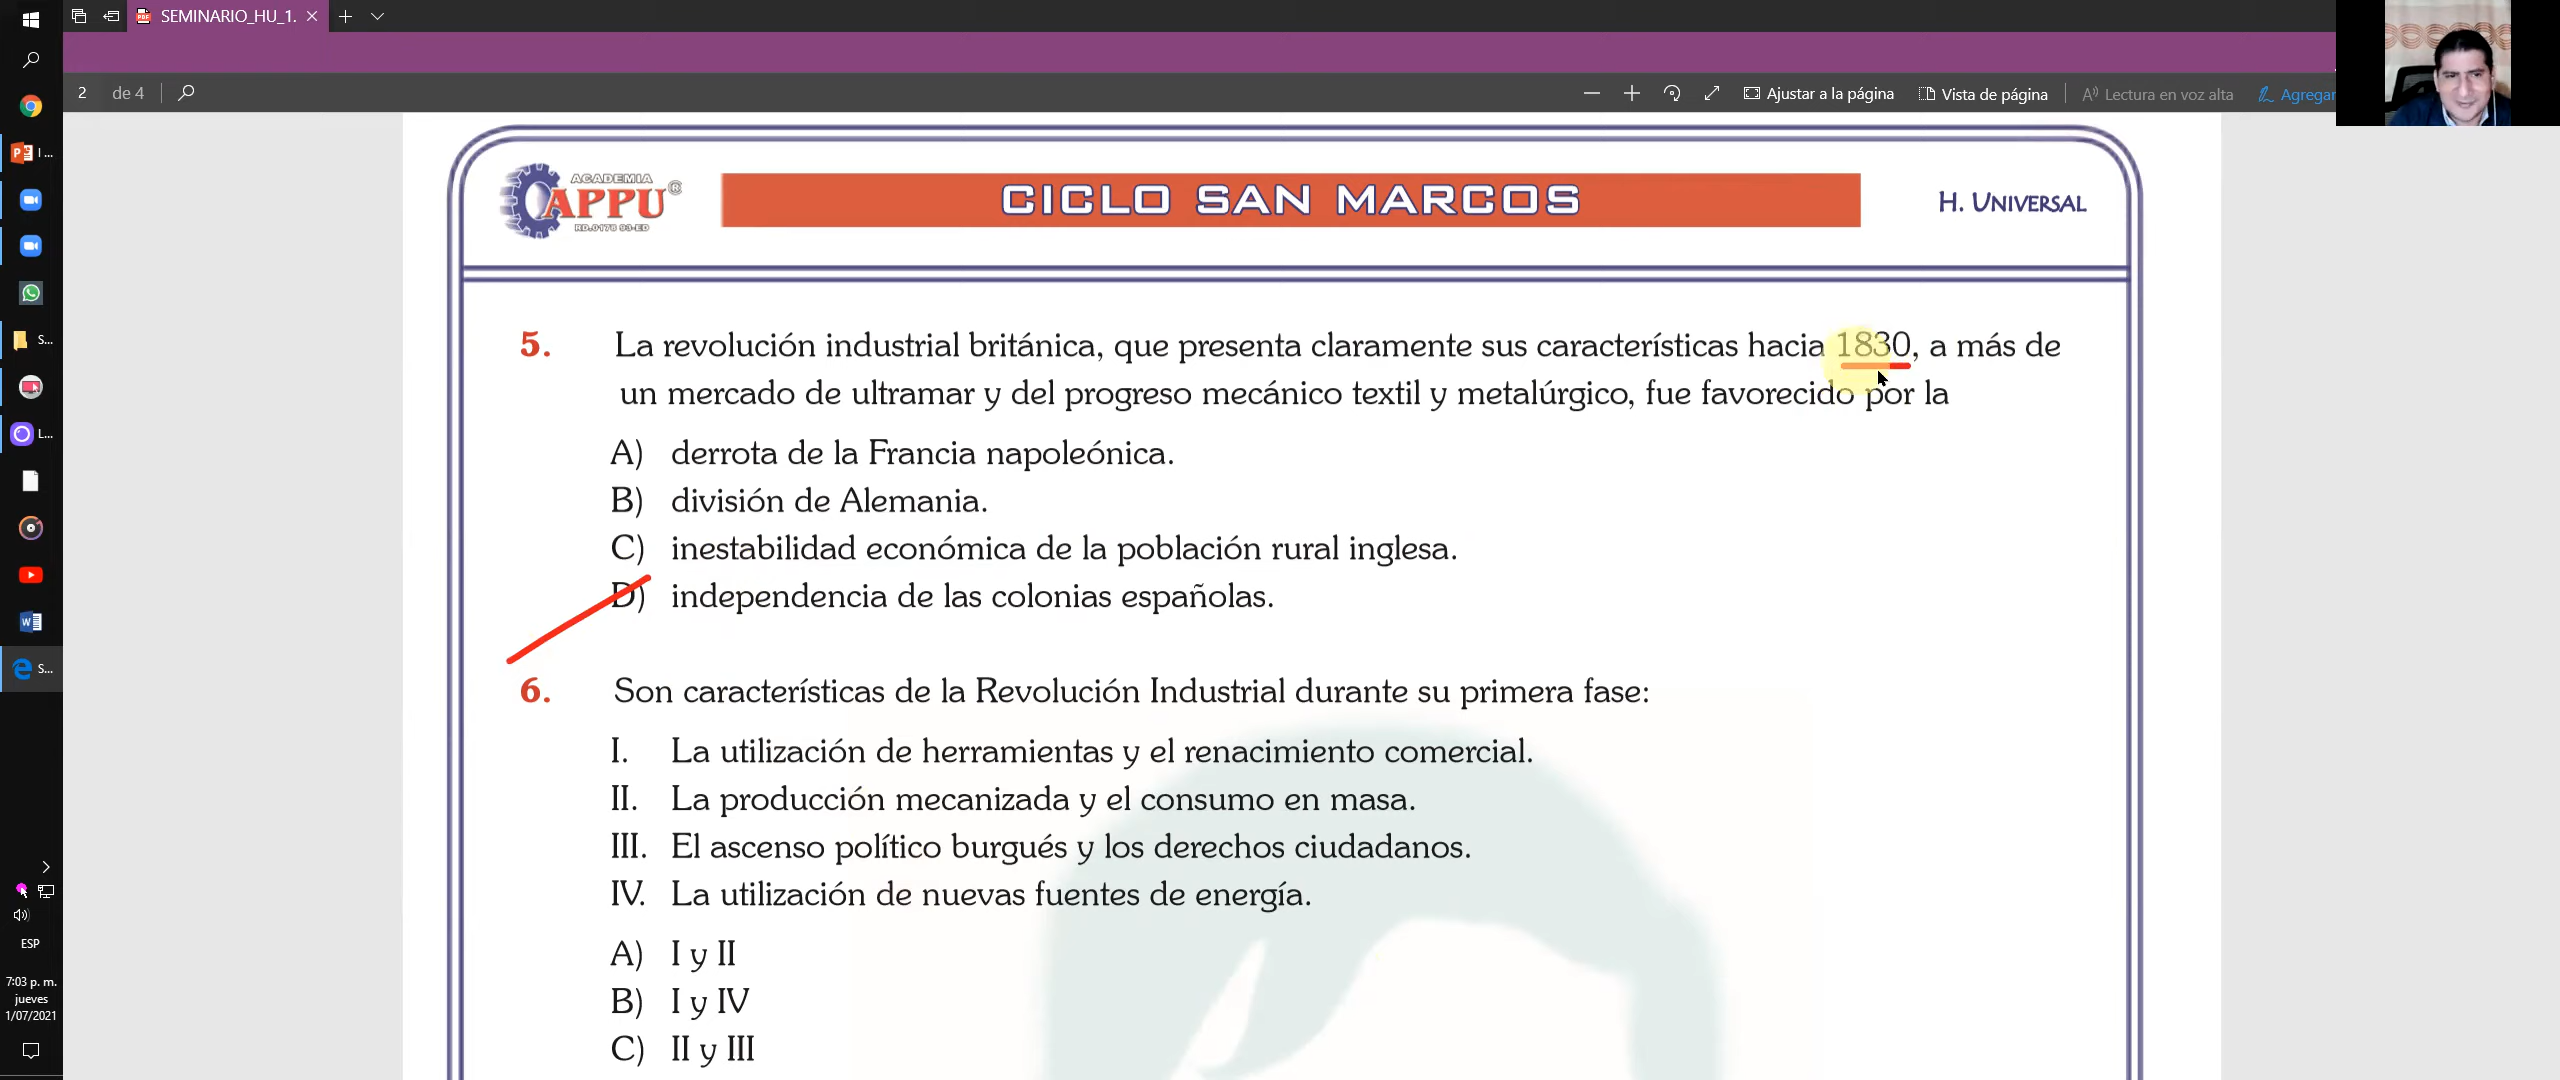 SEMINARIO_HU_1.
2 de 4
Ajustar a la página
Vista de página
Lectura en voz alta
Agregar
ACADEMIA
APPU®
RD.0178 93-ED
CICLO SAN MARCOS
H. UNIVERSAL
5. La revolución industrial británica, que presenta claramente sus características hacia 1830, a más de
un mercado de ultramar y del progreso mecánico textil y metalúrgico, fue favorecido por la
A) derrota de la Francia napoleónica.
B) división de Alemania.
C) inestabilidad económica de la población rural inglesa.
D) independencia de las colonias españolas.
6. Son características de la Revolución Industrial durante su primera fase:
I. La utilización de herramientas y el renacimiento comercial.
II. La producción mecanizada y el consumo en masa.
III. El ascenso político burgués y los derechos ciudadanos.
IV. La utilización de nuevas fuentes de energía.
A) I y II
B) I y IV
C) II y III
I ...
S...
L...
S...
ESP
7:03 p. m.
jueves
1/07/2021